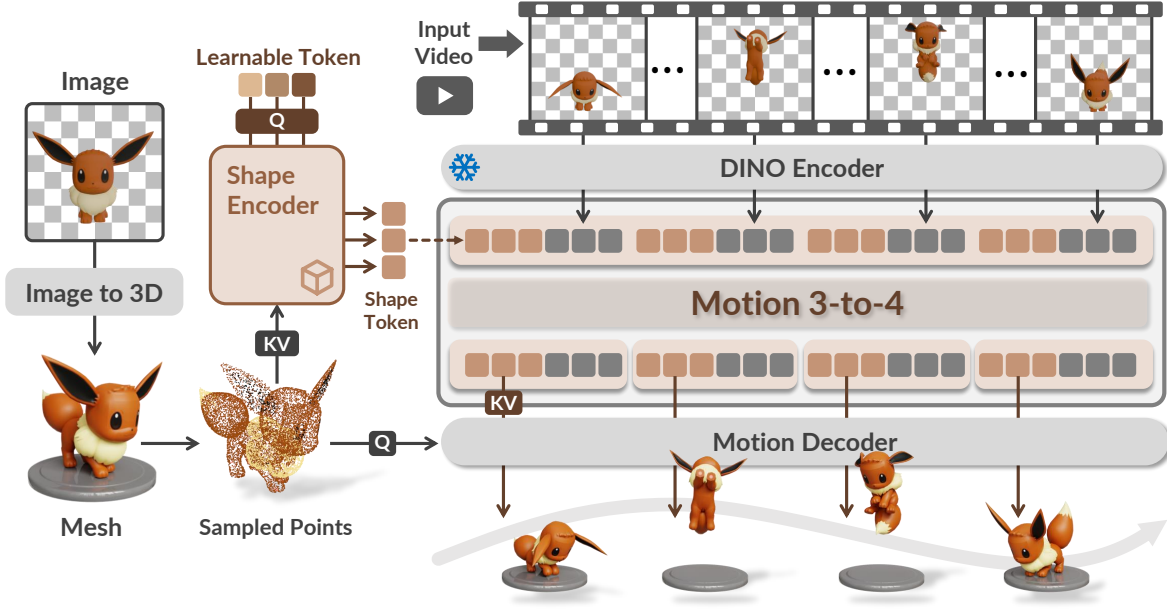 Image
Image to 3D
Mesh
Learnable Token
Q
Shape
Encoder
Shape
Token
KV
Sampled Points
Q
Input
Video
DINO Encoder
Motion 3-to-4
KV
Motion Decoder